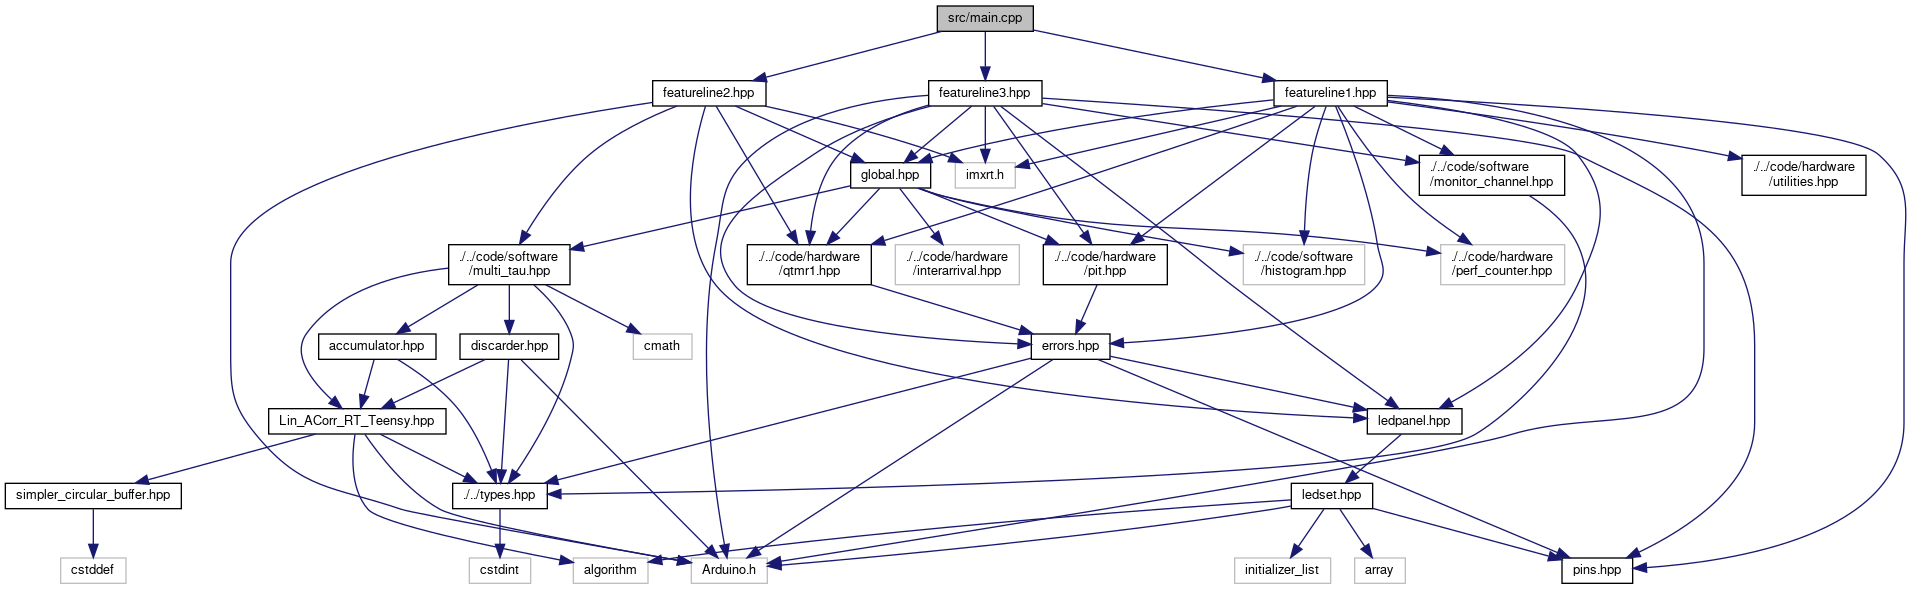 src/main.cpp
featureline2.hpp
featureline3.hpp
featureline1.hpp
global.hpp
imxrt.h
./../code/software
/monitor_channel.hpp
./../code/hardware
/utilities.hpp
./../code/software
/multi_tau.hpp
./../code/hardware
/qtmr1.hpp
./../code/hardware
/interarrival.hpp
./../code/hardware
/pit.hpp
./../code/software
/histogram.hpp
./../code/hardware
/perf_counter.hpp
accumulator.hpp
discarder.hpp
cmath
errors.hpp
Lin_ACorr_RT_Teensy.hpp
ledpanel.hpp
simpler_circular_buffer.hpp
./../types.hpp
ledset.hpp
cstddef
cstdint
algorithm
Arduino.h
initializer_list
array
pins.hpp